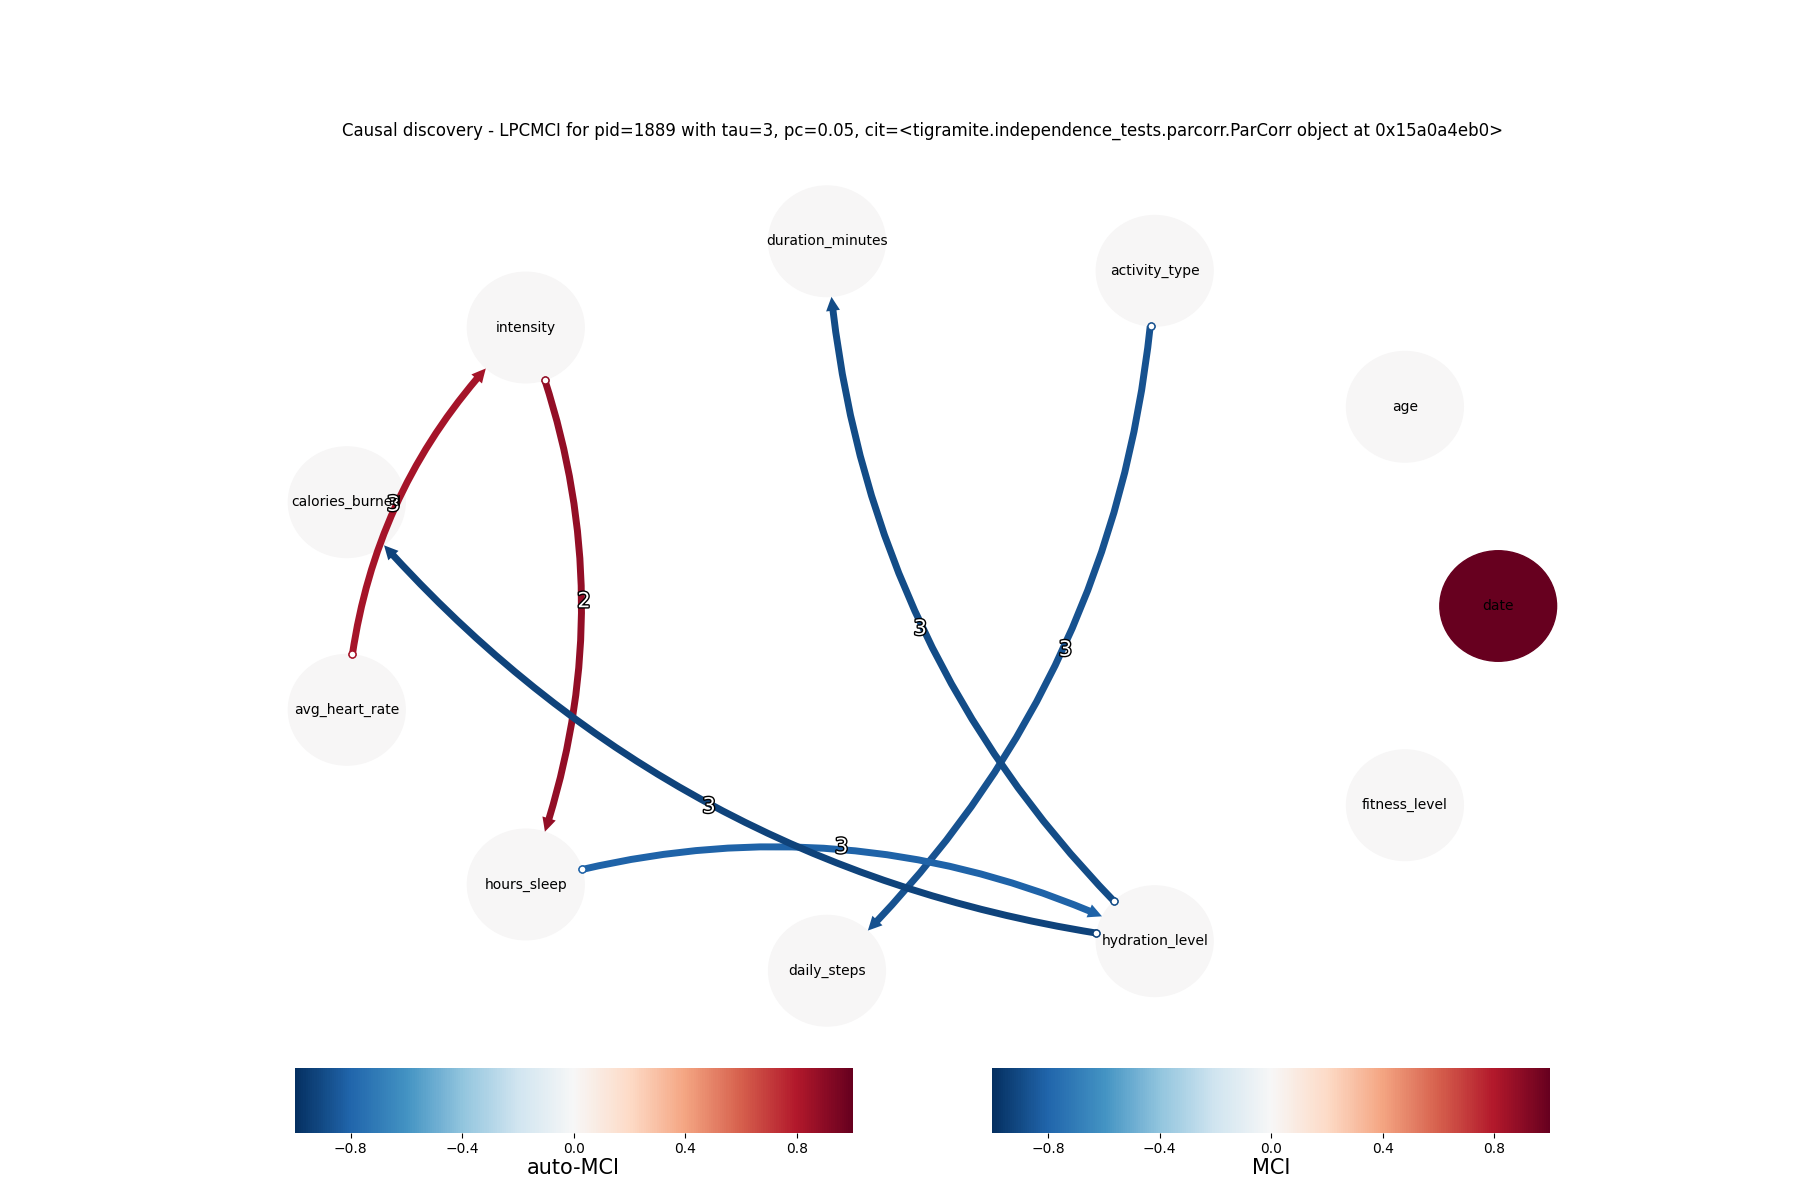 Causal discovery - LPCMCI for pid=1889 with tau=3, pc=0.05, cit=<tigramite.independence_tests.parcorr.ParCorr object at 0x15a0a4eb0>
duration_minutes
activity_type
intensity
age
calories_burned
3
2
date
3
3
avg_heart_rate
3
fitness_level
3
hours_sleep
hydration_level
daily_steps
−0.8 −0.4 0.0 0.4 0.8
auto-MCI
−0.8 −0.4 0.0 0.4 0.8
MCI